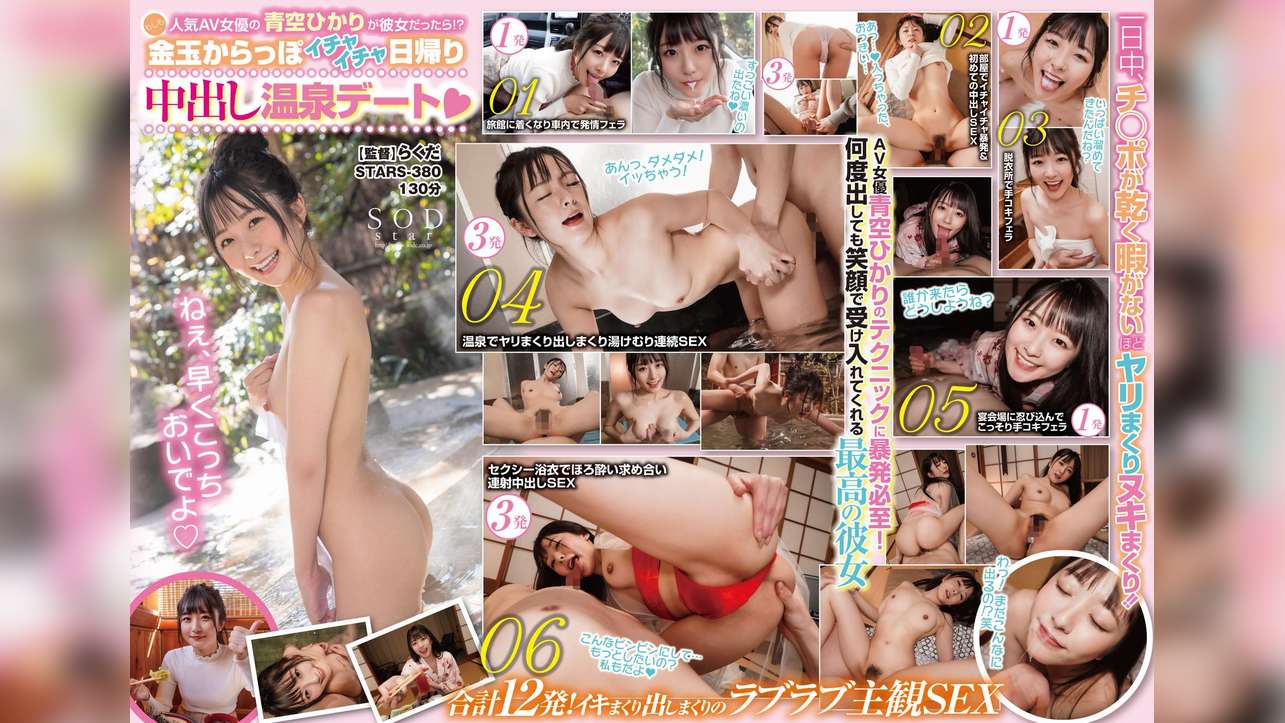 もしも人気AV女優の青空ひかりが彼女だったら!?
金玉からっぽイチャイチャ日帰り
中出し温泉デート♥
【監督】らくだ
STARS-380
130分
SOD
star
ねぇ、早くこっち
おいでよ♡
1発
01
旅館に着くなり車内で発情フェラ
すっごい濃いの
出たね♥
3発
あっ…♥入っちゃった、
おっきい…
02
部屋でイチャイチャ暴発&
初めての中出しSEX
1発
03
脱衣所で手コキフェラ
いっぱい溜めて
きたんだね?
一日中、チ○ポが乾く暇がないほどヤリまくりヌキまくり!!
あんっ、ダメダメ!
イッちゃう!
3発
04
温泉でヤリまくり出しまくり湯けむり連続SEX
AV女優青空ひかりのテクニックに暴発必至!
何度出しても笑顔で受け入れてくれる最高の彼女
誰か来たら
どうしようね?
05
宴会場に忍び込んで
こっそり手コキフェラ
1発
セクシー浴衣でほろ酔い求め合い
連射中出しSEX
3発
06
こんなビンビンにして…
もっとしたいの?
私もだよ♥
わっ!まだこんなに
出るの!?笑
合計12発!イキまくり出しまくりのラブラブ主観SEX